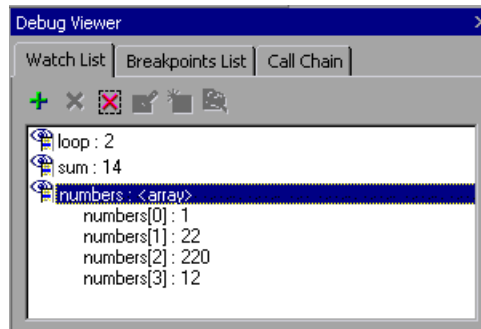 Debug Viewer
Watch List Breakpoints List Call Chain
loop : 2
sum : 14
numbers : <array>
numbers[0] : 1
numbers[1] : 22
numbers[2] : 220
numbers[3] : 12